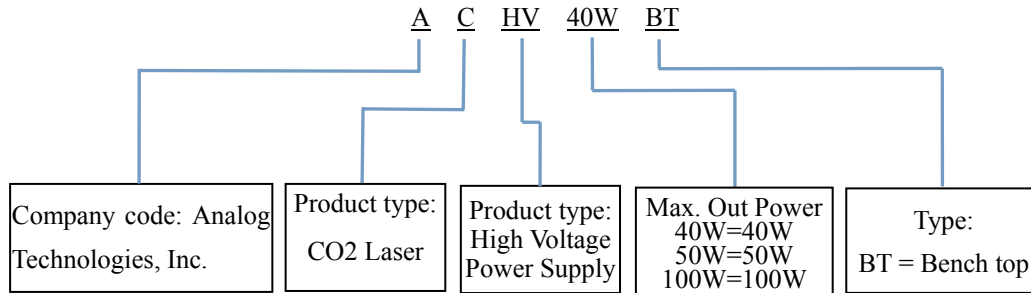 A C HV 40W BT
Company code: Analog
Technologies, Inc.
Product type:
CO2 Laser
Product type:
High Voltage
Power Supply
Max. Out Power
40W=40W
50W=50W
100W=100W
Type:
BT = Bench top